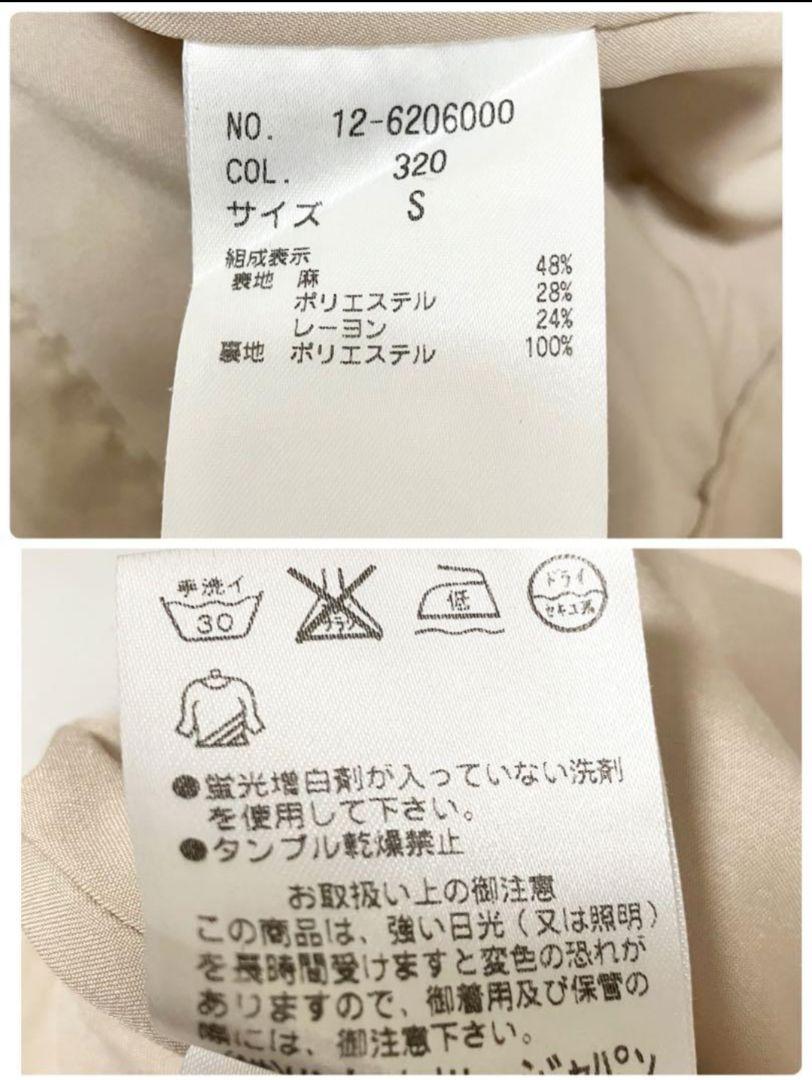 NO. 12-6206000
COL. 320
サイズ S
組成表示
表地 麻 48%
ポリエステル 28%
レーヨン 24%
裏地 ポリエステル 100%
手洗イ 30
低
ドライ
セキユ系
●蛍光増白剤が入っていない洗剤
を使用して下さい。
●タンブル乾燥禁止
お取扱い上の御注意
この商品は、強い日光(又は照明)
を長時間受けますと変色の恐れが
ありますので、御着用及び保管の
際には、御注意下さい。
ジャパン